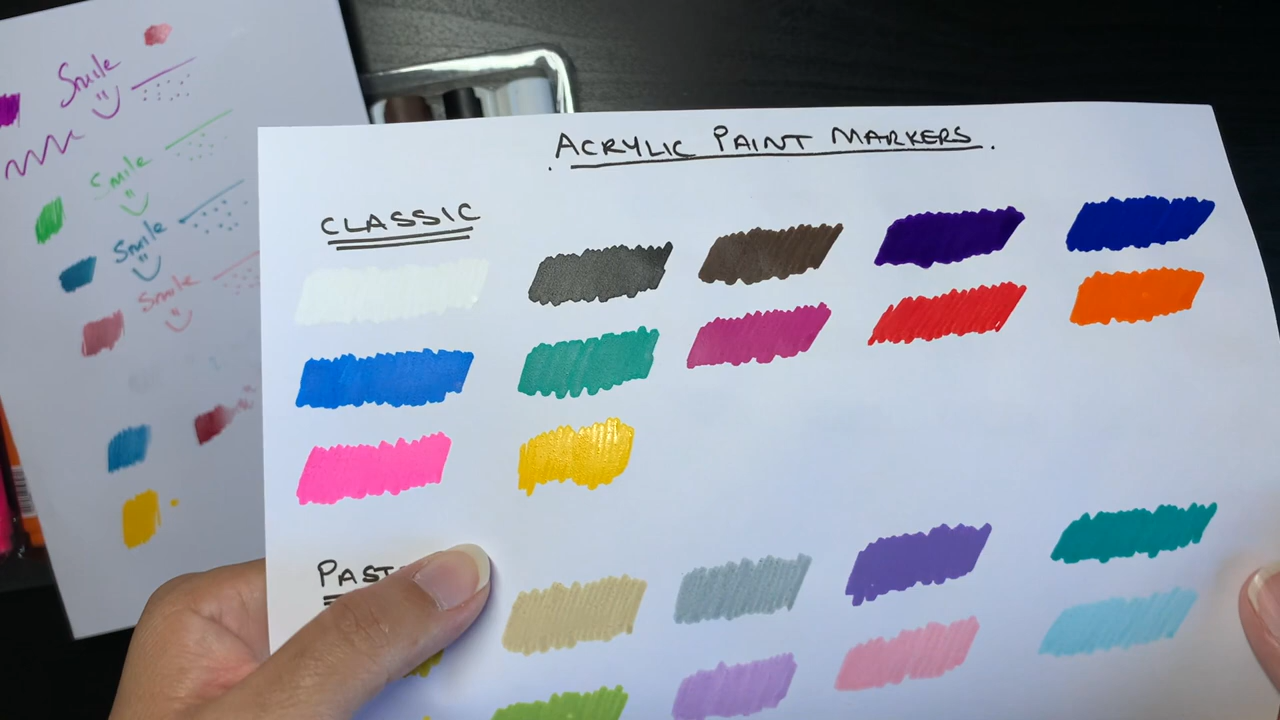 Smile
Smile
Smile
Smile
ACRYLIC PAINT MARKERS.
CLASSIC